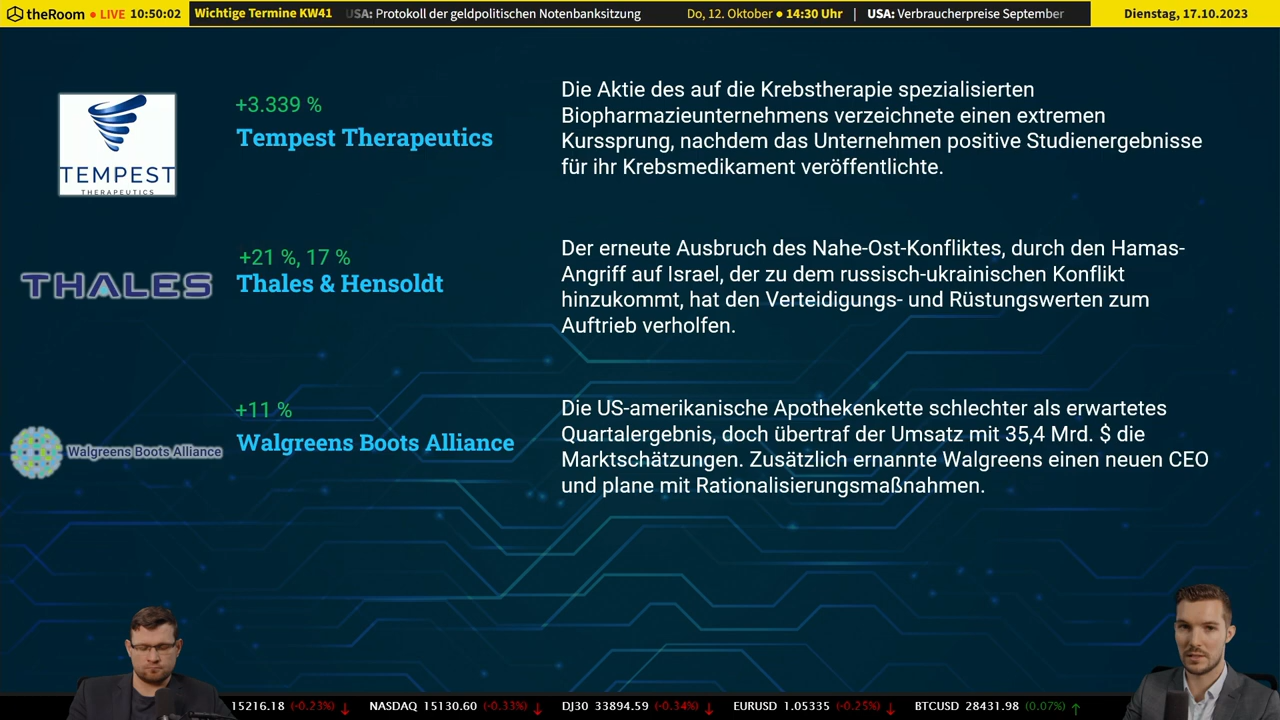 theRoom ● LIVE 10:50:02 Wichtige Termine KW41 USA: Protokoll der geldpolitischen Notenbanksitzung Do, 12. Oktober ● 14:30 Uhr | USA: Verbraucherpreise September Dienstag, 17.10.2023
+3.339 %
Tempest Therapeutics
TEMPEST
THERAPEUTICS
Die Aktie des auf die Krebstherapie spezialisierten
Biopharmazieunternehmens verzeichnete einen extremen
Kurssprung, nachdem das Unternehmen positive Studienergebnisse
für ihr Krebsmedikament veröffentlichte.
+21 %, 17 %
Thales & Hensoldt
THALES
Der erneute Ausbruch des Nahe-Ost-Konfliktes, durch den Hamas-
Angriff auf Israel, der zu dem russisch-ukrainischen Konflikt
hinzukommt, hat den Verteidigungs- und Rüstungswerten zum
Auftrieb verholfen.
+11 %
Walgreens Boots Alliance
Walgreens Boots Alliance
Die US-amerikanische Apothekenkette schlechter als erwartetes
Quartalergebnis, doch übertraf der Umsatz mit 35,4 Mrd. $ die
Marktschätzungen. Zusätzlich ernannte Walgreens einen neuen CEO
und plane mit Rationalisierungsmaßnahmen.
15216.18 (-0.23%) ↓ NASDAQ 15130.60 (-0.33%) ↓ DJ30 33894.59 (-0.34%) ↓ EURUSD 1.05335 (-0.25%) ↓ BTCUSD 28431.98 (0.07%) ↑